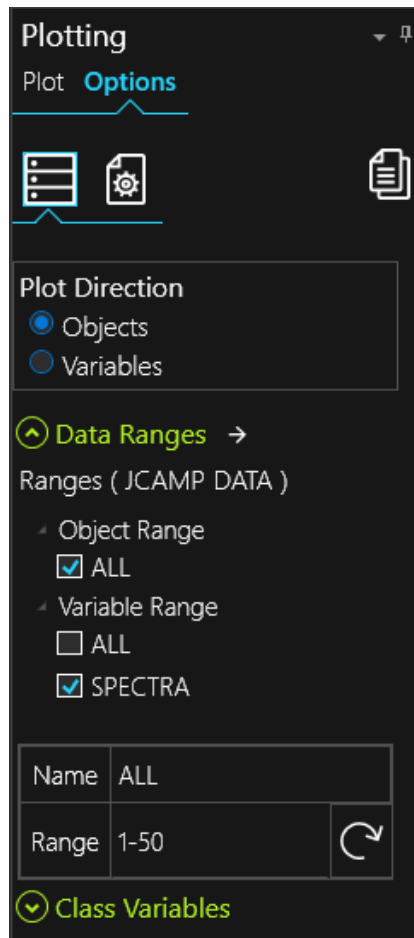 Plotting
Plot Options
Plot Direction
Objects
Variables
Data Ranges →
Ranges ( JCAMP DATA )
Object Range
ALL
Variable Range
ALL
SPECTRA
Name ALL
Range 1-50
Class Variables